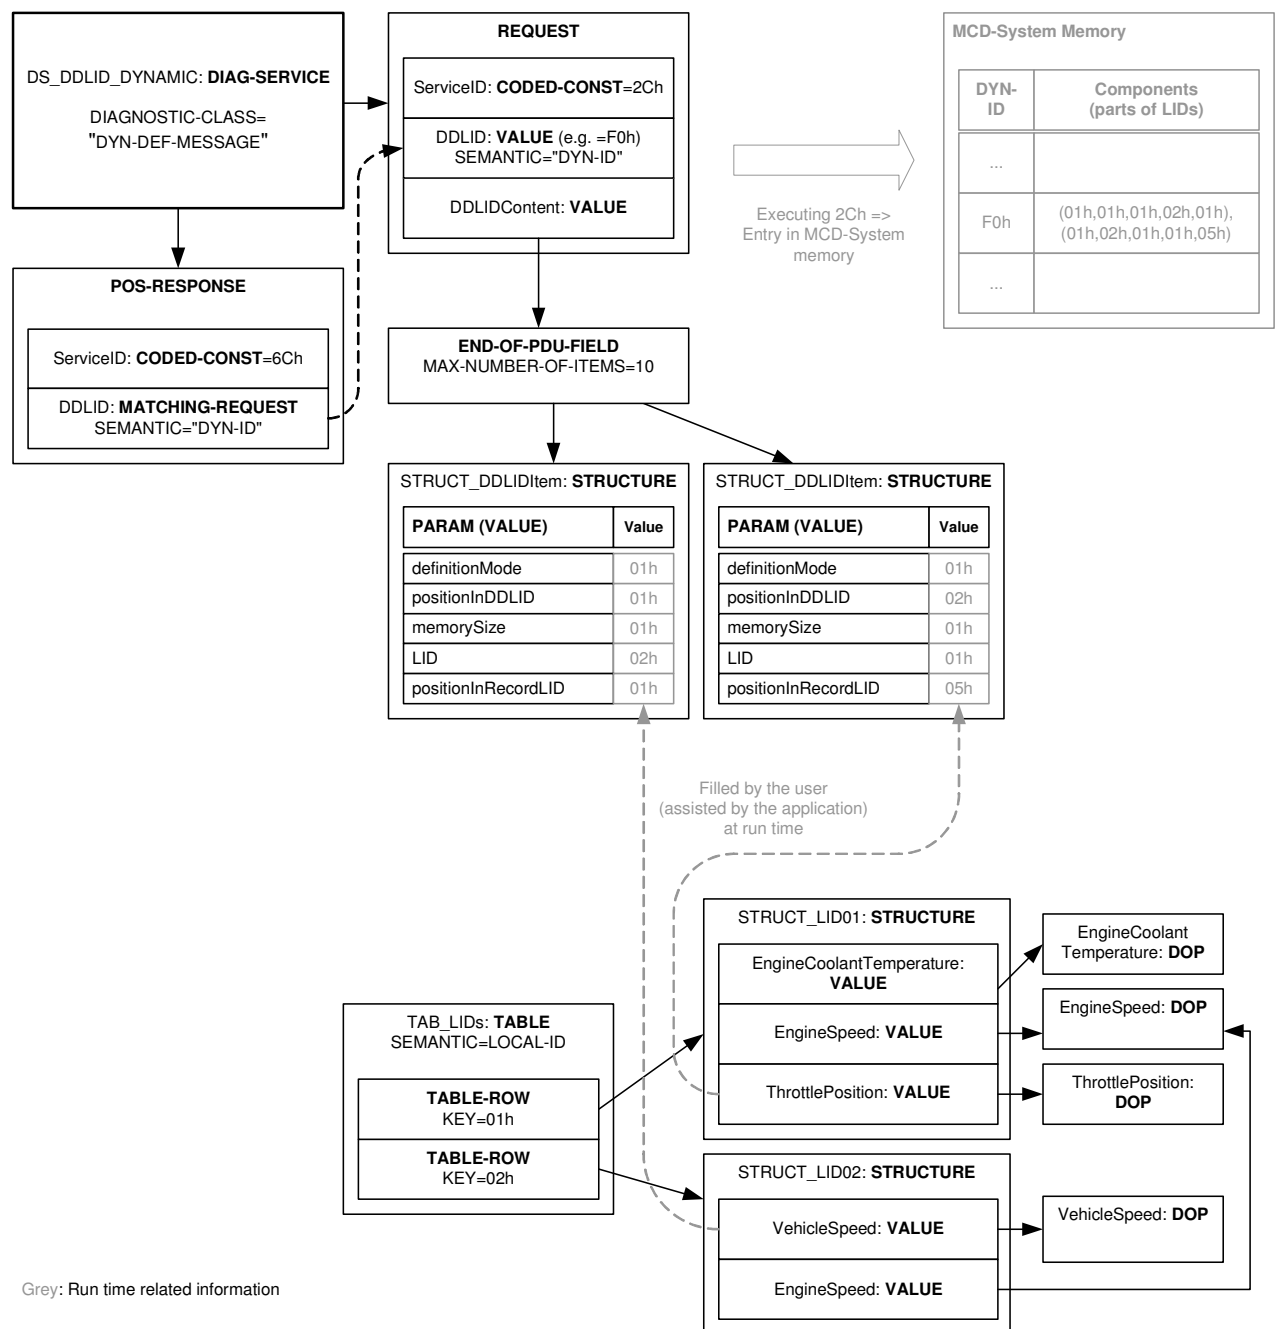 DS_DDLID_DYNAMIC: DIAG-SERVICE
DIAGNOSTIC-CLASS=
"DYN-DEF-MESSAGE"
REQUEST
ServiceID: CODED-CONST=2Ch
DDLID: VALUE (e.g. =F0h)
SEMANTIC="DYN-ID"
DDLIDContent: VALUE
Executing 2Ch =>
Entry in MCD-System
memory
MCD-System Memory
DYN-
ID
Components
(parts of LIDs)
...
F0h
(01h,01h,01h,02h,01h),
(01h,02h,01h,01h,05h)
...
POS-RESPONSE
ServiceID: CODED-CONST=6Ch
DDLID: MATCHING-REQUEST
SEMANTIC="DYN-ID"
END-OF-PDU-FIELD
MAX-NUMBER-OF-ITEMS=10
STRUCT_DDLIDItem: STRUCTURE
PARAM (VALUE) Value
definitionMode 01h
positionInDDLID 01h
memorySize 01h
LID 02h
positionInRecordLID 01h
STRUCT_DDLIDItem: STRUCTURE
PARAM (VALUE) Value
definitionMode 01h
positionInDDLID 02h
memorySize 01h
LID 01h
positionInRecordLID 05h
Filled by the user
(assisted by the application)
at run time
TAB_LIDs: TABLE
SEMANTIC=LOCAL-ID
TABLE-ROW
KEY=01h
TABLE-ROW
KEY=02h
STRUCT_LID01: STRUCTURE
EngineCoolantTemperature:
VALUE
EngineSpeed: VALUE
ThrottlePosition: VALUE
EngineCoolant
Temperature: DOP
EngineSpeed: DOP
ThrottlePosition:
DOP
STRUCT_LID02: STRUCTURE
VehicleSpeed: VALUE
EngineSpeed: VALUE
VehicleSpeed: DOP
Grey: Run time related information